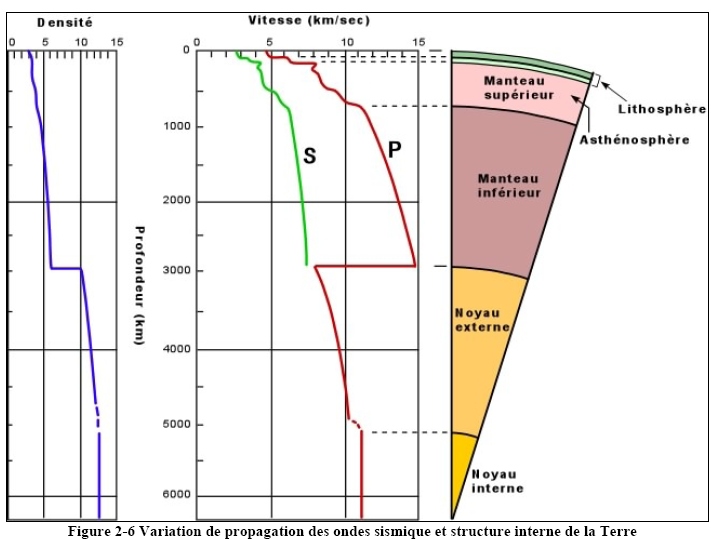 Densité
0 5 10 15
Vitesse (km/sec)
0 5 10 15
Profondeur (km)
0
1000
2000
3000
4000
5000
6000
S
P
Manteau
supérieur
Lithosphère
Asthénosphère
Manteau
inférieur
Noyau
externe
Noyau
interne
Figure 2-6 Variation de propagation des ondes sismique et structure interne de la Terre